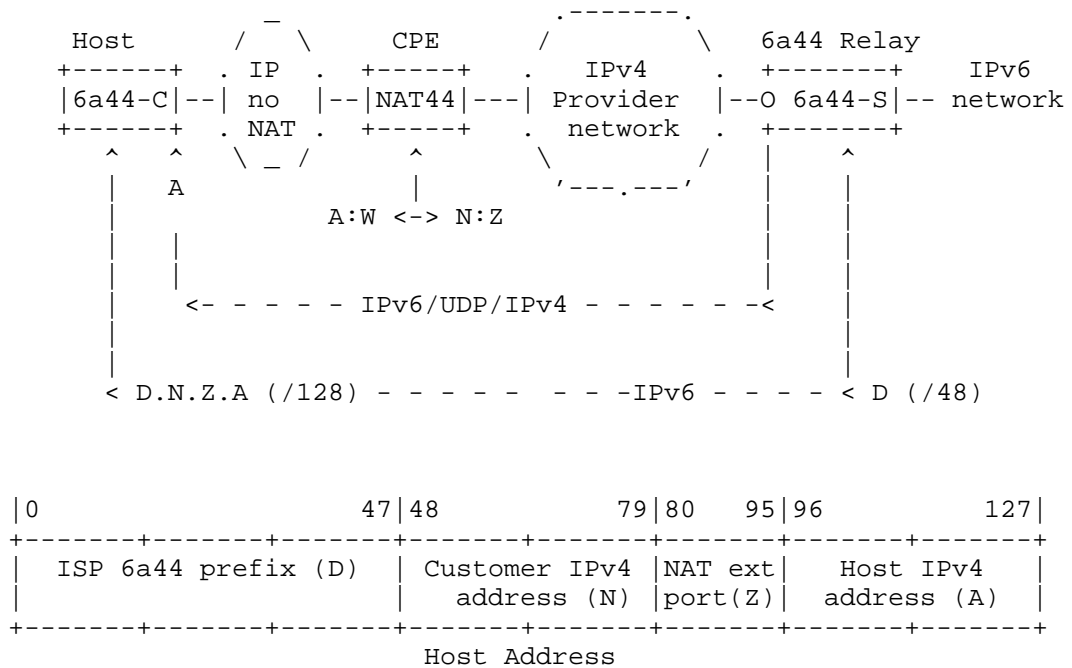 _                  .-------.
    Host       /  \      CPE      /         \   6a44 Relay
   +------+  . IP   .  +-----+   .    IPv4    .  +-------+    IPv6
   |6a44-C|--| no   |--|NAT44|---|  Provider  |--O 6a44-S|-- network
   +------+  . NAT .   +-----+   .   network  .  +-------+
      ^   ^   \ _ /       ^       \         /    |    ^
      |   A               |        '---.---'     |    |
      |             A:W <-> N:Z                  |    |
      |   |                                      |    |
      |   |                                      |    |
      |    <- - - - - IPv6/UDP/IPv4 - - - - - -<      |
      |                                               |
      |                                               |
      < D.N.Z.A (/128) - - - - -  - - -IPv6 - - - - < D (/48)
|0                    47|48           79|80   95|96          127|
+-------+-------+-------+-------+-------+-------+-------+-------+
|  ISP 6a44 prefix (D)  | Customer IPv4 |NAT ext|   Host IPv4   |
|                       |   address (N) |port(Z)|  address (A)  |
+-------+-------+-------+-------+-------+-------+-------+-------+
                          Host Address